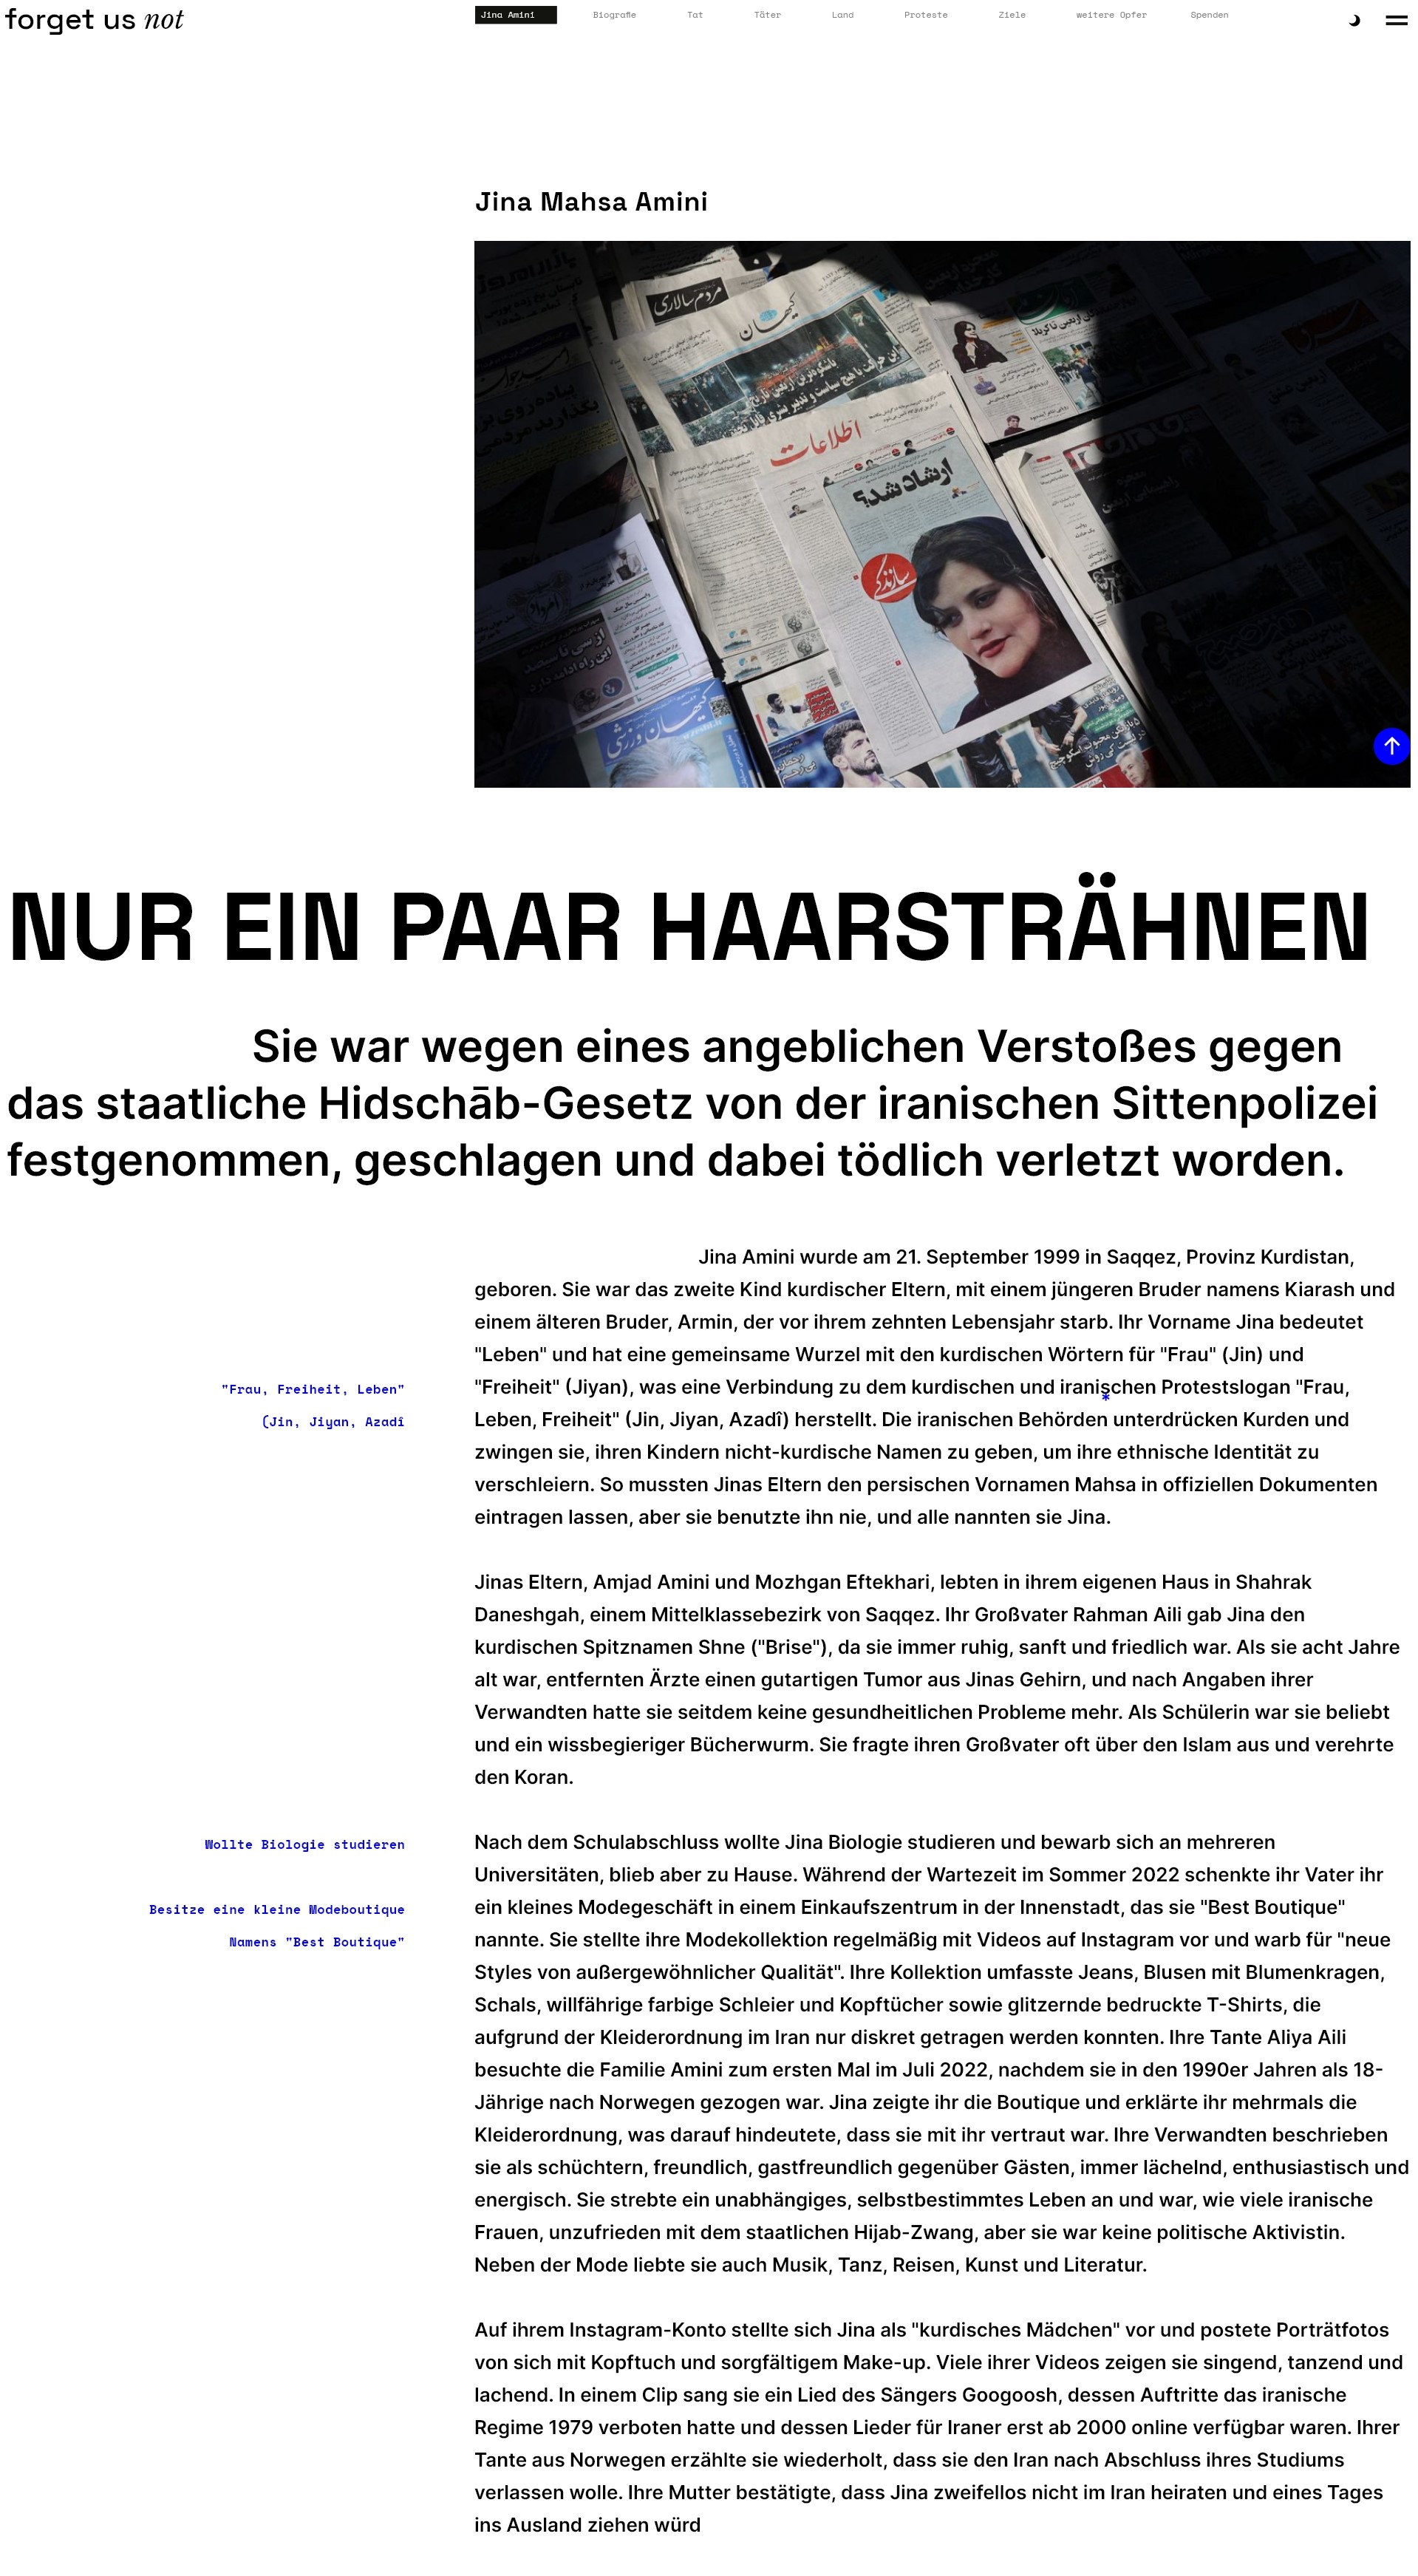 forget us not
Jina Amini
Biografie
Tat
Täter
Land
Proteste
Ziele
weitere Opfer
Spenden
Jina Mahsa Amini
مردم سالاری
کیهان
اطلاعات
ارشاد شد؟
سازندگی
کیهان ورزشی
NUR EIN PAAR HAARSTRÄHNEN
Sie war wegen eines angeblichen Verstoßes gegen
das staatliche Hidschāb-Gesetz von der iranischen Sittenpolizei
festgenommen, geschlagen und dabei tödlich verletzt worden.
Jina Amini wurde am 21. September 1999 in Saqqez, Provinz Kurdistan,
geboren. Sie war das zweite Kind kurdischer Eltern, mit einem jüngeren Bruder namens Kiarash und
einem älteren Bruder, Armin, der vor ihrem zehnten Lebensjahr starb. Ihr Vorname Jina bedeutet
"Leben" und hat eine gemeinsame Wurzel mit den kurdischen Wörtern für "Frau" (Jin) und
"Freiheit" (Jiyan), was eine Verbindung zu dem kurdischen und iranischen Protestslogan "Frau,
Leben, Freiheit" (Jin, Jiyan, Azadî) herstellt. Die iranischen Behörden unterdrücken Kurden und
zwingen sie, ihren Kindern nicht-kurdische Namen zu geben, um ihre ethnische Identität zu
verschleiern. So mussten Jinas Eltern den persischen Vornamen Mahsa in offiziellen Dokumenten
eintragen lassen, aber sie benutzte ihn nie, und alle nannten sie Jina.
"Frau, Freiheit, Leben"
(Jin, Jiyan, Azadî
*
Jinas Eltern, Amjad Amini und Mozhgan Eftekhari, lebten in ihrem eigenen Haus in Shahrak
Daneshgah, einem Mittelklassebezirk von Saqqez. Ihr Großvater Rahman Aili gab Jina den
kurdischen Spitznamen Shne ("Brise"), da sie immer ruhig, sanft und friedlich war. Als sie acht Jahre
alt war, entfernten Ärzte einen gutartigen Tumor aus Jinas Gehirn, und nach Angaben ihrer
Verwandten hatte sie seitdem keine gesundheitlichen Probleme mehr. Als Schülerin war sie beliebt
und ein wissbegieriger Bücherwurm. Sie fragte ihren Großvater oft über den Islam aus und verehrte
den Koran.
Wollte Biologie studieren
Besitze eine kleine Modeboutique
Namens "Best Boutique"
Nach dem Schulabschluss wollte Jina Biologie studieren und bewarb sich an mehreren
Universitäten, blieb aber zu Hause. Während der Wartezeit im Sommer 2022 schenkte ihr Vater ihr
ein kleines Modegeschäft in einem Einkaufszentrum in der Innenstadt, das sie "Best Boutique"
nannte. Sie stellte ihre Modekollektion regelmäßig mit Videos auf Instagram vor und warb für "neue
Styles von außergewöhnlicher Qualität". Ihre Kollektion umfasste Jeans, Blusen mit Blumenkragen,
Schals, willfährige farbige Schleier und Kopftücher sowie glitzernde bedruckte T-Shirts, die
aufgrund der Kleiderordnung im Iran nur diskret getragen werden konnten. Ihre Tante Aliya Aili
besuchte die Familie Amini zum ersten Mal im Juli 2022, nachdem sie in den 1990er Jahren als 18-
Jährige nach Norwegen gezogen war. Jina zeigte ihr die Boutique und erklärte ihr mehrmals die
Kleiderordnung, was darauf hindeutete, dass sie mit ihr vertraut war. Ihre Verwandten beschrieben
sie als schüchtern, freundlich, gastfreundlich gegenüber Gästen, immer lächelnd, enthusiastisch und
energisch. Sie strebte ein unabhängiges, selbstbestimmtes Leben an und war, wie viele iranische
Frauen, unzufrieden mit dem staatlichen Hijab-Zwang, aber sie war keine politische Aktivistin.
Neben der Mode liebte sie auch Musik, Tanz, Reisen, Kunst und Literatur.
Auf ihrem Instagram-Konto stellte sich Jina als "kurdisches Mädchen" vor und postete Porträtfotos
von sich mit Kopftuch und sorgfältigem Make-up. Viele ihrer Videos zeigen sie singend, tanzend und
lachend. In einem Clip sang sie ein Lied des Sängers Googoosh, dessen Auftritte das iranische
Regime 1979 verboten hatte und dessen Lieder für Iraner erst ab 2000 online verfügbar waren. Ihrer
Tante aus Norwegen erzählte sie wiederholt, dass sie den Iran nach Abschluss ihres Studiums
verlassen wolle. Ihre Mutter bestätigte, dass Jina zweifellos nicht im Iran heiraten und eines Tages
ins Ausland ziehen würd